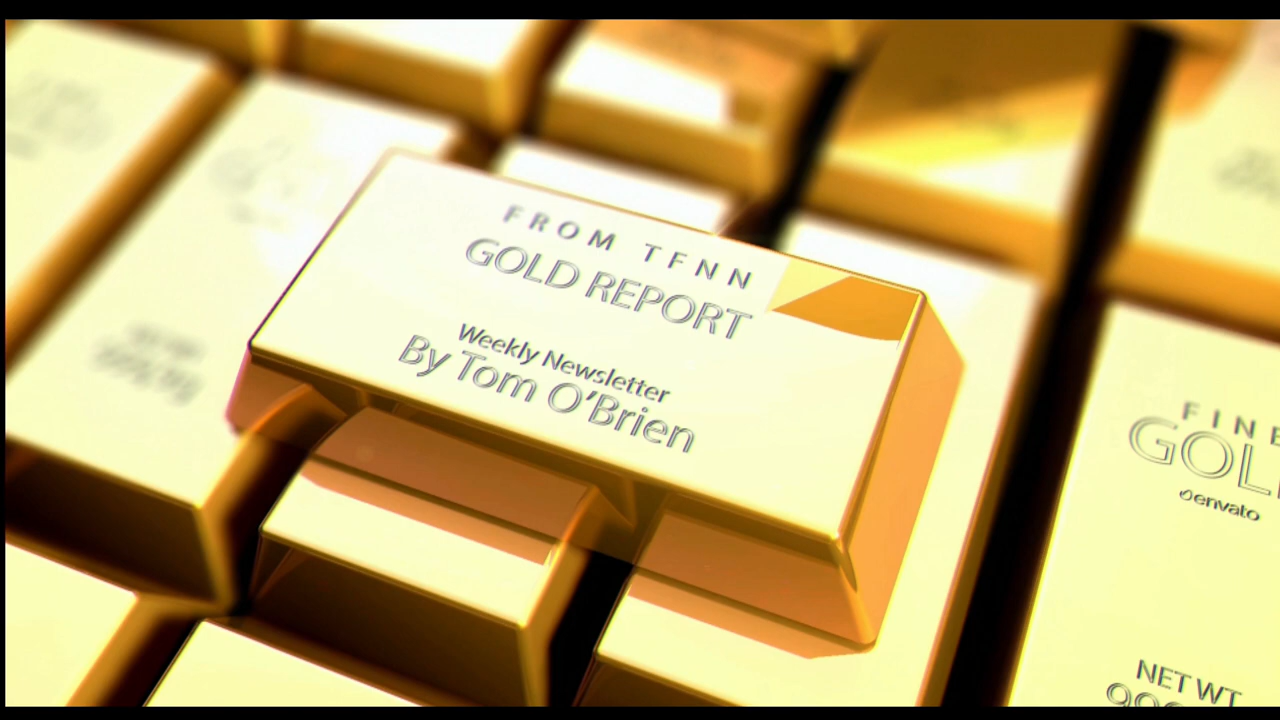 FROM TFNN
GOLD REPORT
Weekly Newsletter
By Tom O'Brien
FINE
GOL
envato
NET WT